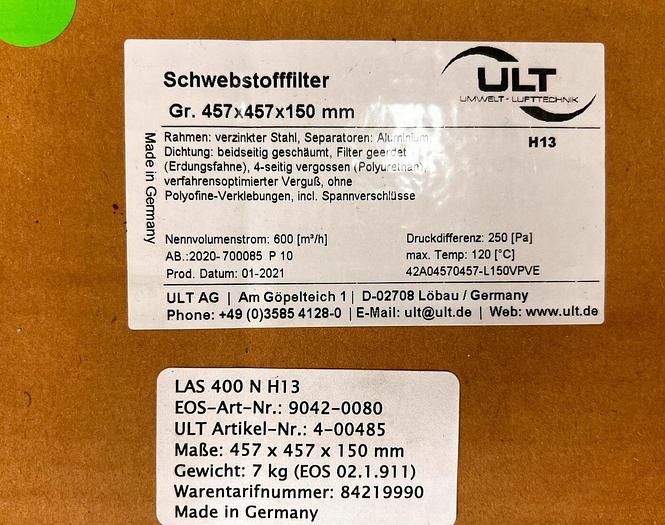 Schwebstofffilter
Gr. 457x457x150 mm
ULT
UMWELT-LUFTTECHNIK
H13
Made in Germany
Rahmen: verzinkter Stahl, Separatoren: Aluminium,
Dichtung: beidseitig geschäumt, Filter geerdet
(Erdungsfahne), 4-seitig vergossen (Polyurethan),
verfahrensoptimierter Verguß, ohne
Polyofine-Verklebungen, incl. Spannverschlüsse
Nennvolumenstrom: 600 [m³/h]
Druckdifferenz: 250 [Pa]
AB.:2020-700085 P 10
max. Temp: 120 [°C]
Prod. Datum: 01-2021
42A04570457-L150VPVE
ULT AG | Am Göpelteich 1 | D-02708 Löbau / Germany
Phone: +49 (0)3585 4128-0 | E-Mail: ult@ult.de | Web: www.ult.de
LAS 400 N H13
EOS-Art-Nr.: 9042-0080
ULT Artikel-Nr.: 4-00485
Maße: 457 x 457 x 150 mm
Gewicht: 7 kg (EOS 02.1.911)
Warentarifnummer: 84219990
Made in Germany